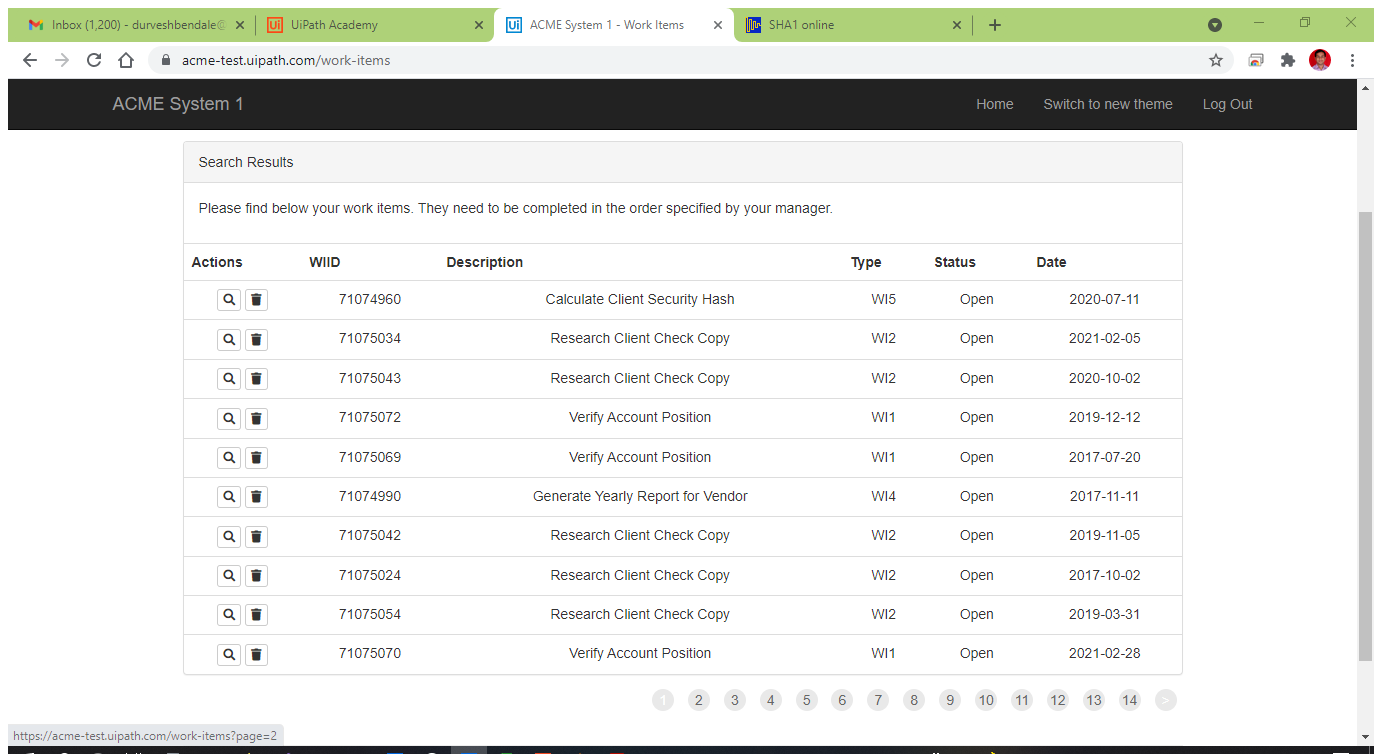 Inbox (1,200) - durveshbendale@
UiPath Academy
ACME System 1 - Work Items
SHA1 online
acme-test.uipath.com/work-items
ACME System 1 Home Switch to new theme Log Out
Search Results
Please find below your work items. They need to be completed in the order specified by your manager.
Actions WIID Description Type Status Date
71074960 Calculate Client Security Hash WI5 Open 2020-07-11
71075034 Research Client Check Copy WI2 Open 2021-02-05
71075043 Research Client Check Copy WI2 Open 2020-10-02
71075072 Verify Account Position WI1 Open 2019-12-12
71075069 Verify Account Position WI1 Open 2017-07-20
71074990 Generate Yearly Report for Vendor WI4 Open 2017-11-11
71075042 Research Client Check Copy WI2 Open 2019-11-05
71075024 Research Client Check Copy WI2 Open 2017-10-02
71075054 Research Client Check Copy WI2 Open 2019-03-31
71075070 Verify Account Position WI1 Open 2021-02-28
1 2 3 4 5 6 7 8 9 10 11 12 13 14 >
https://acme-test.uipath.com/work-items?page=2